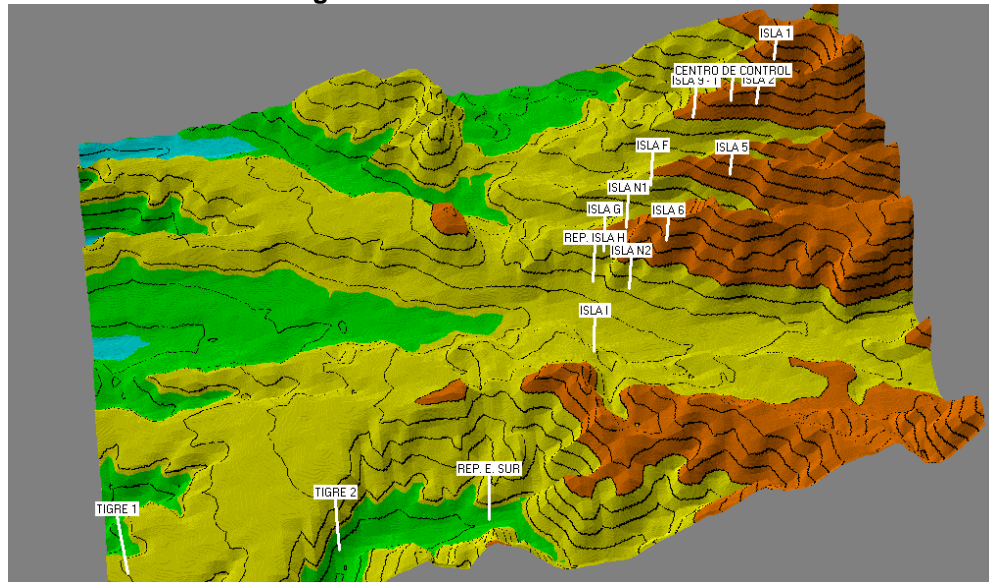 ISLA 1
CENTRO DE CONTROL
ISLA 9 - 1
ISLA 2
ISLA F
ISLA 5
ISLA N1
ISLA G
ISLA 6
REP. ISLA H
ISLA N2
ISLA I
REP. E. SUR
TIGRE 2
TIGRE 1